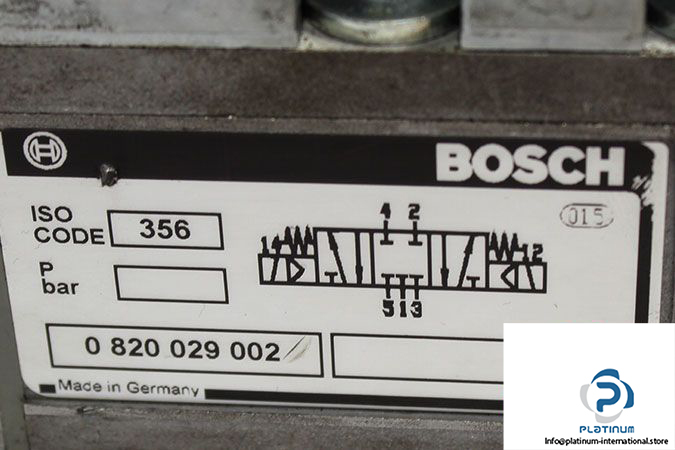 BOSCH
ISO
CODE
356
P
bar
015
4 2
14
12
5 1 3
0 820 029 002
Made in Germany
PLATINUM
Info@platinum-international.store